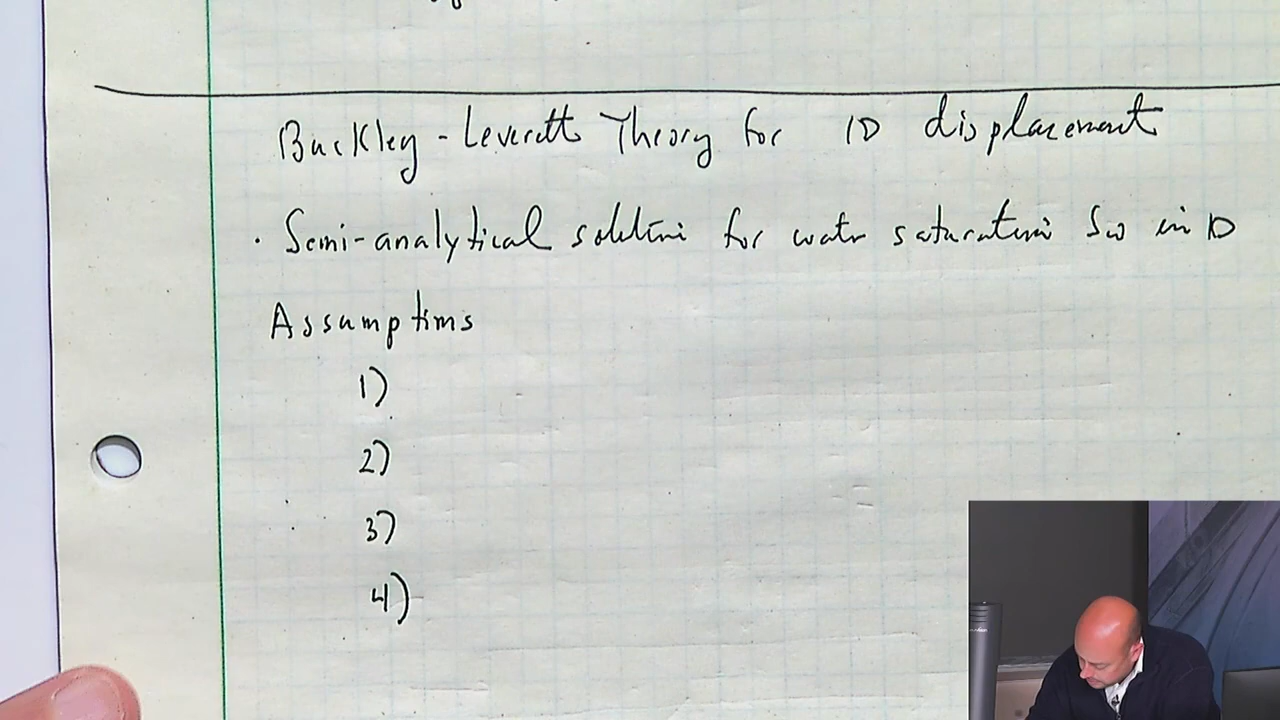 Buckley-Leverett Theory for 1D displacement
· Semi-analytical solution for water saturation Sw in 1D
Assumptions
1)
2)
3)
4)